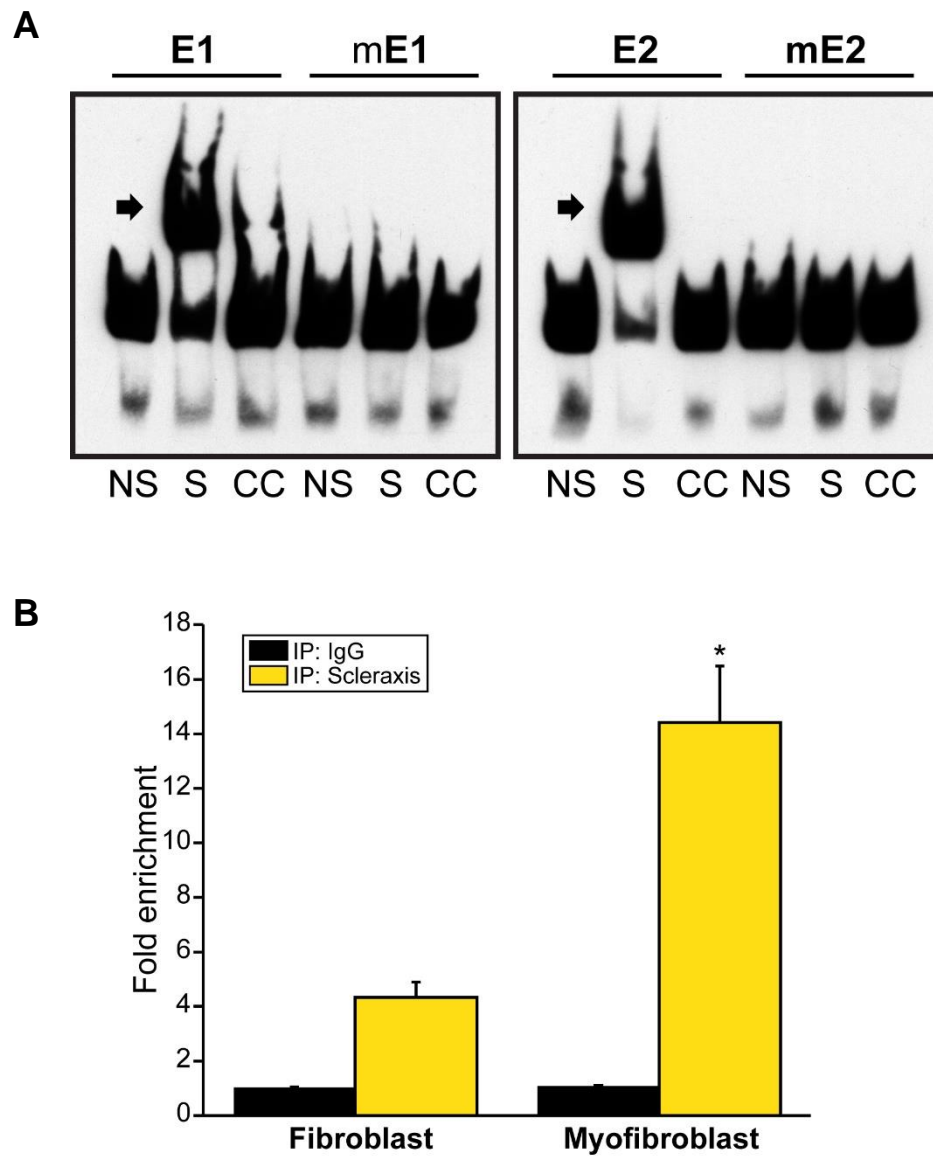 A
E1 mE1 E2 mE2
NS S CC NS S CC NS S CC NS S CC
B
18
16
14
12
10
8
6
4
2
0
Fold enrichment
IP: IgG
IP: Scleraxis
*
Fibroblast Myofibroblast